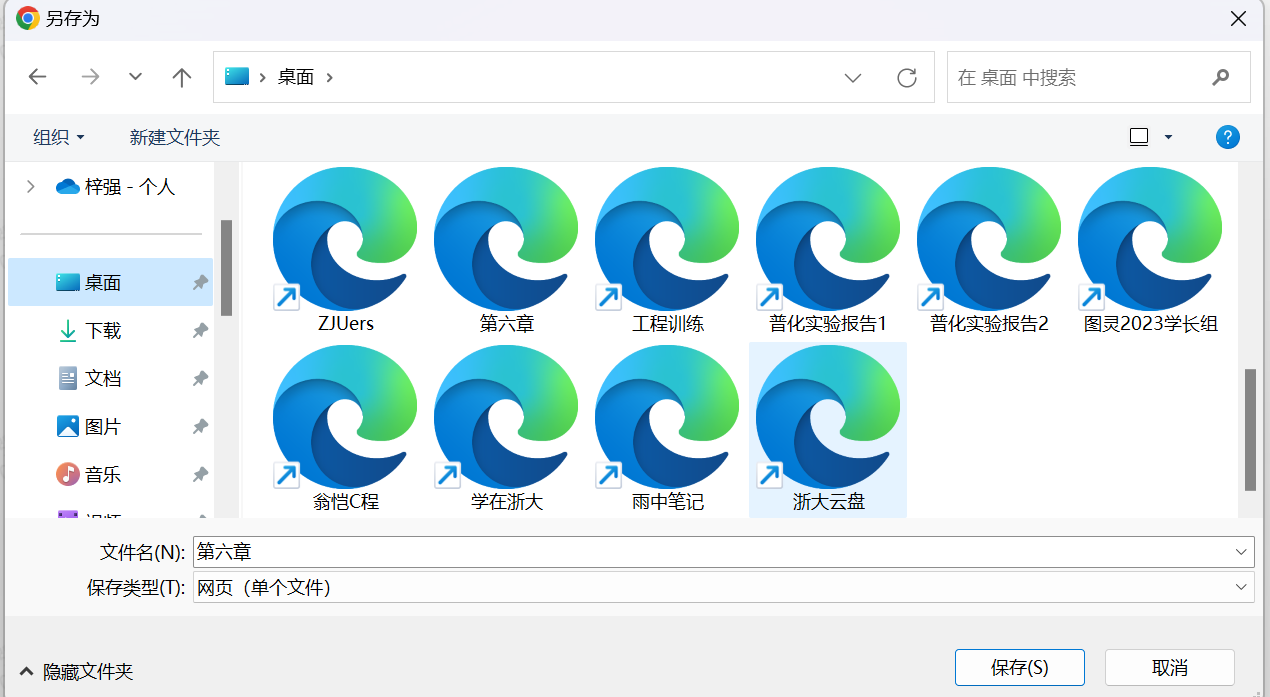 另存为
桌面
在 桌面 中搜索
组织
新建文件夹
梓强 - 个人
桌面
下载
文档
图片
音乐
ZJUers
第六章
工程训练
普化实验报告1
普化实验报告2
图灵2023学长组
翁恺C程
学在浙大
雨中笔记
浙大云盘
文件名(N): 第六章
保存类型(T): 网页（单个文件）
隐藏文件夹
保存(S)
取消